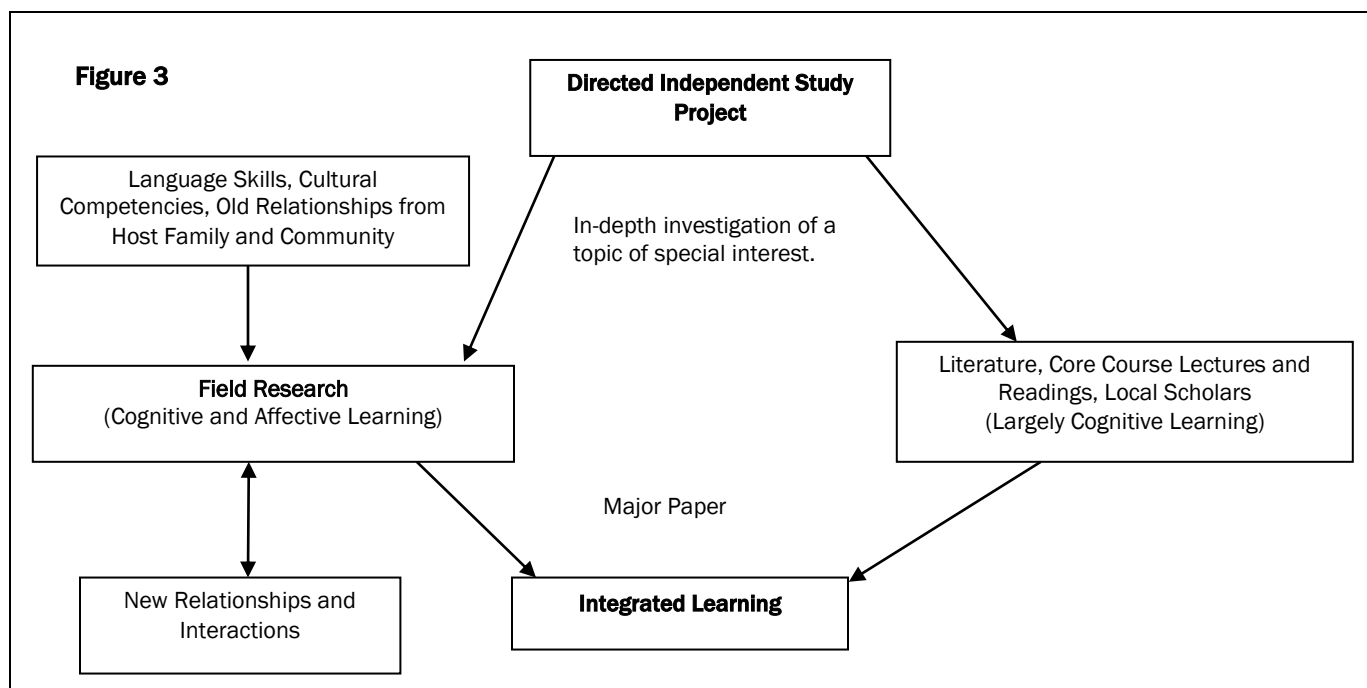 Figure 3
Directed Independent Study
Project
Language Skills, Cultural
Competencies, Old Relationships from
Host Family and Community
In-depth investigation of a
topic of special interest.
Field Research
(Cognitive and Affective Learning)
Literature, Core Course Lectures and
Readings, Local Scholars
(Largely Cognitive Learning)
Major Paper
New Relationships and
Interactions
Integrated Learning